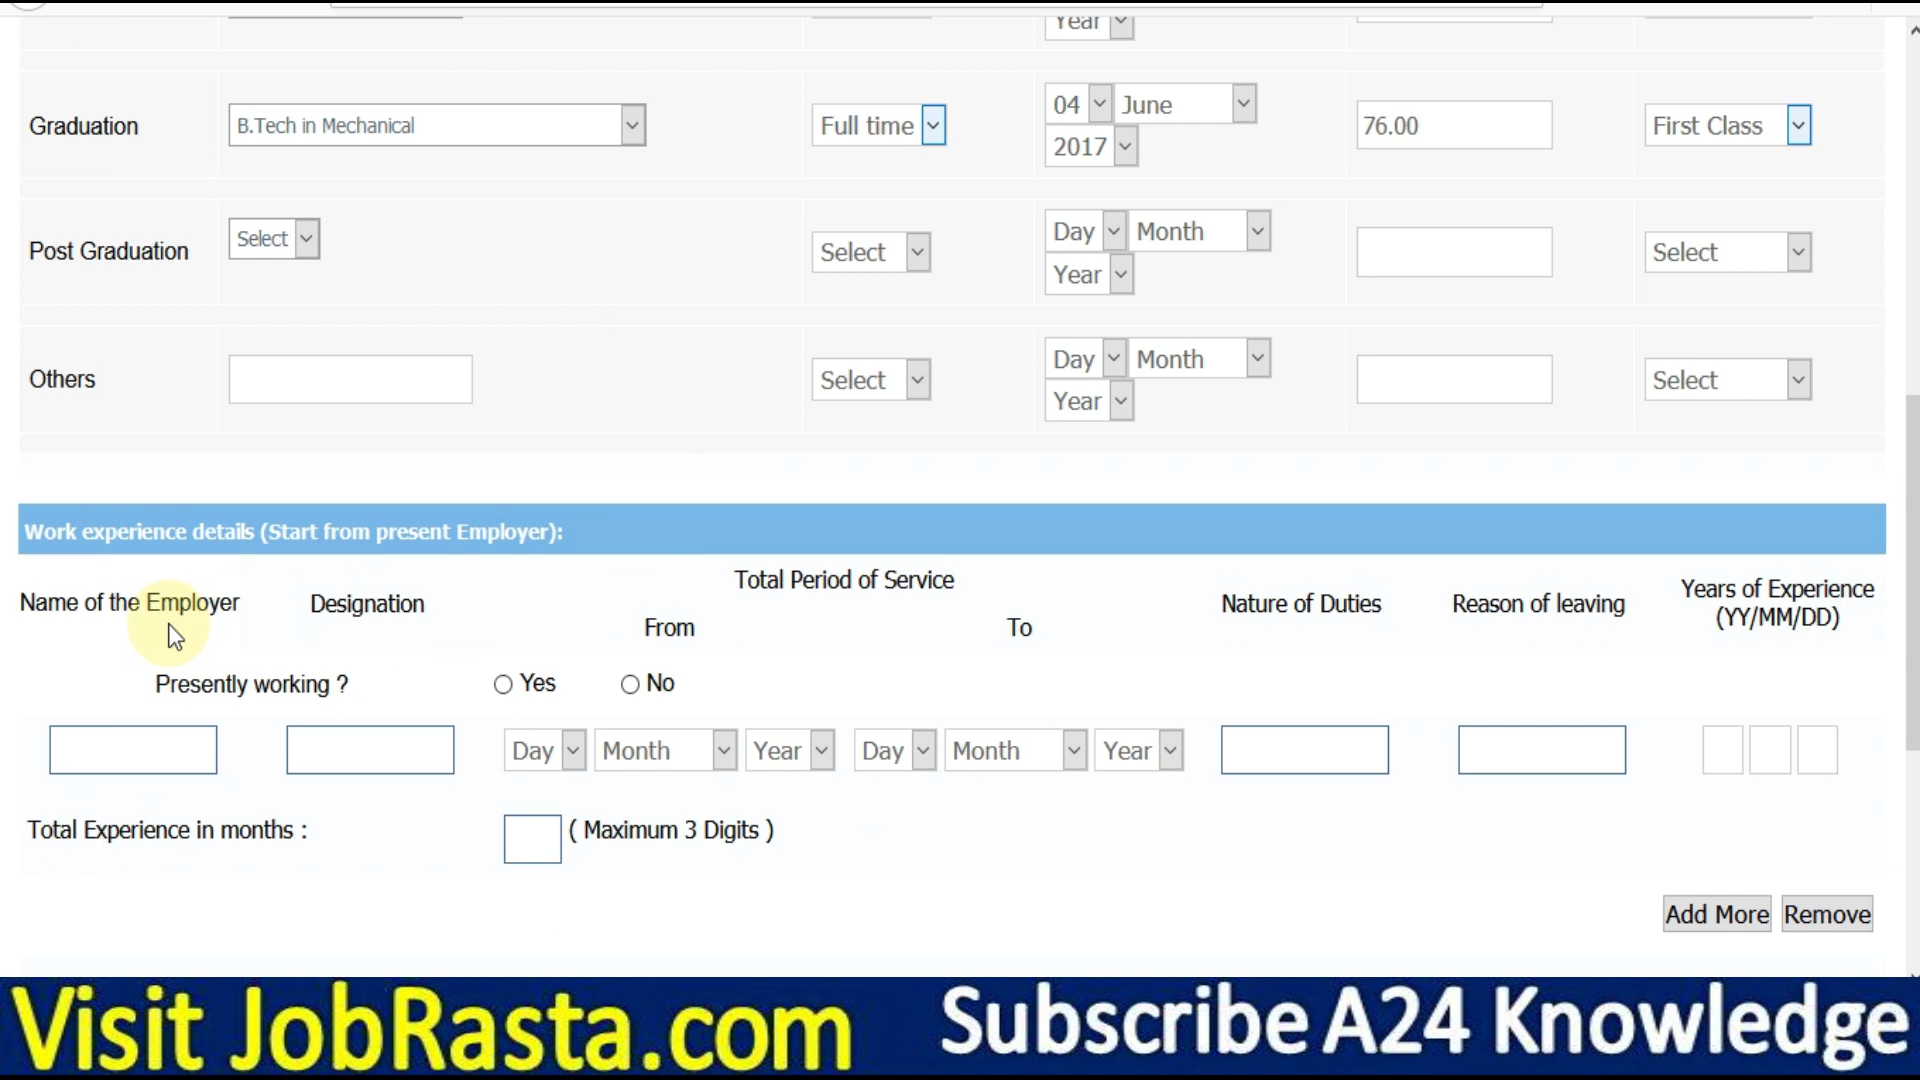 Year
Graduation B.Tech in Mechanical Full time 04 June 2017 76.00 First Class
Post Graduation Select Select Day Month Year Select
Others Select Day Month Year Select
Work experience details (Start from present Employer):
Name of the Employer Designation Total Period of Service From To Nature of Duties Reason of leaving Years of Experience (YY/MM/DD)
Presently working ? Yes No
Day Month Year Day Month Year
Total Experience in months : ( Maximum 3 Digits )
Add More Remove
Visit JobRasta.com Subscribe A24 Knowledge